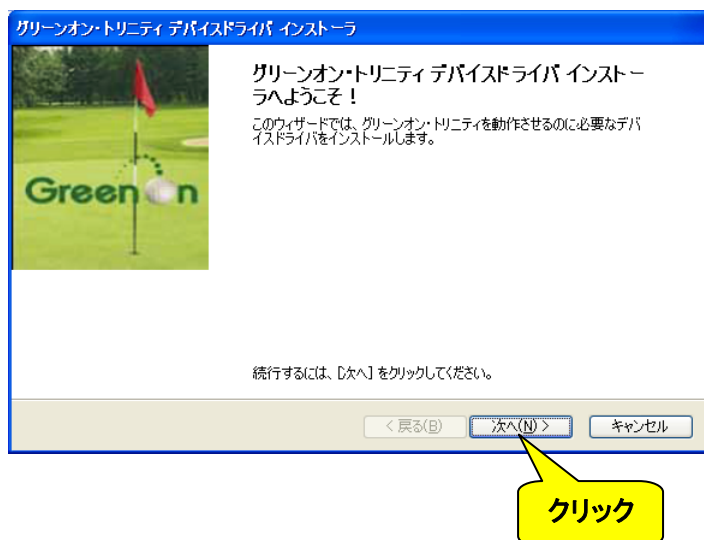 グリーンオン・トリニティ デバイスドライバ インストーラ
グリーンオン・トリニティ デバイスドライバ インストー
ラへようこそ！
このウィザードでは、グリーンオン・トリニティを動作させるのに必要なデバ
イスドライバをインストールします。
Green n
続行するには、[次へ] をクリックしてください。
< 戻る(B)
次へ(N) >
キャンセル
クリック